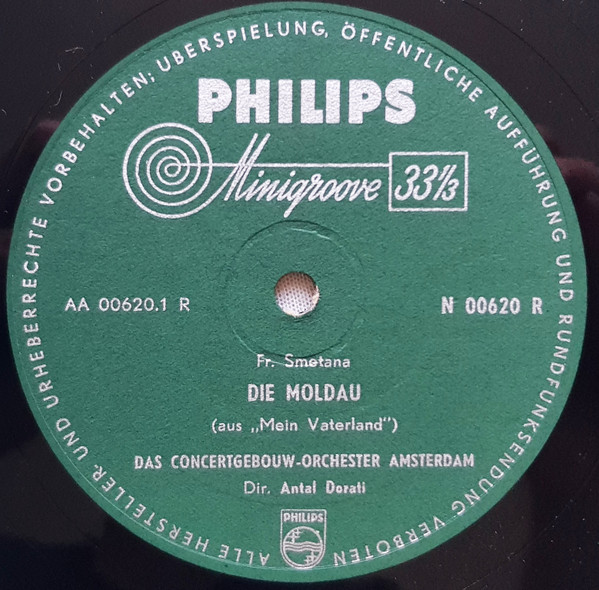 PHILIPS
Minigroove 33⅓
AA 00620.1 R
N 00620 R
Fr. Smetana
DIE MOLDAU
(aus „Mein Vaterland")
DAS CONCERTGEBOUW-ORCHESTER AMSTERDAM
Dir. Antal Dorati
PHILIPS
ALLE HERSTELLER- UND URHEBERRECHTE VORBEHALTEN; UBERSPIELUNG, ÖFFENTLICHE AUFFÜHRUNG UND RUNDFUNKSENDUNG VERBOTEN